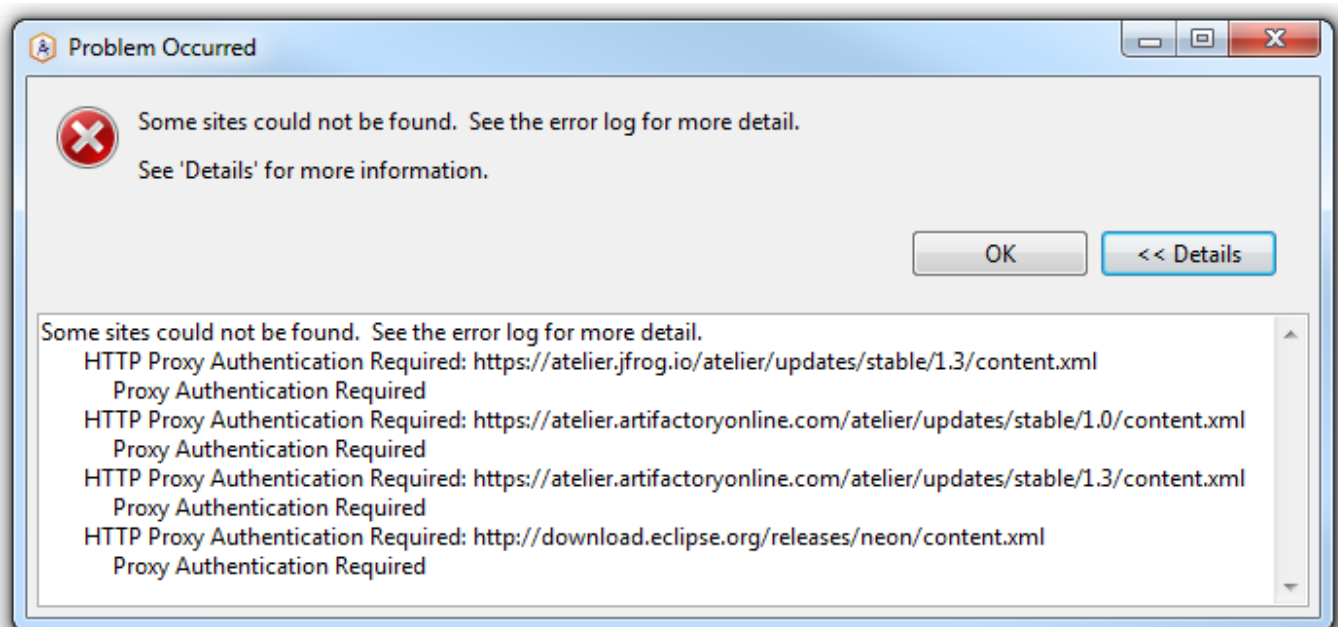 Problem Occurred
Some sites could not be found.  See the error log for more detail.
See 'Details' for more information.
OK
<< Details
Some sites could not be found.  See the error log for more detail.
HTTP Proxy Authentication Required: https://atelier.jfrog.io/atelier/updates/stable/1.3/content.xml
Proxy Authentication Required
HTTP Proxy Authentication Required: https://atelier.artifactoryonline.com/atelier/updates/stable/1.0/content.xml
Proxy Authentication Required
HTTP Proxy Authentication Required: https://atelier.artifactoryonline.com/atelier/updates/stable/1.3/content.xml
Proxy Authentication Required
HTTP Proxy Authentication Required: http://download.eclipse.org/releases/neon/content.xml
Proxy Authentication Required